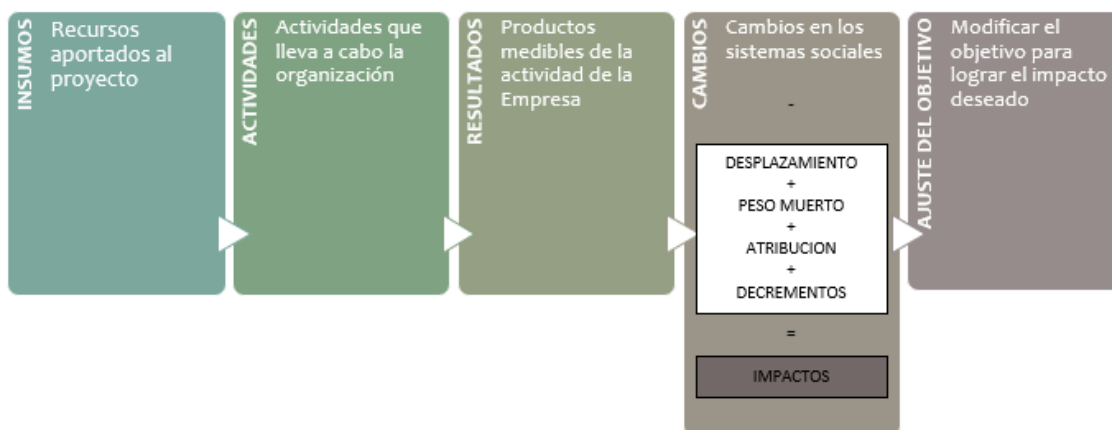 INSUMOS
Recursos
aportados al
proyecto
ACTIVIDADES
Actividades que
lleva a cabo la
organización
RESULTADOS
Productos
medibles de la
actividad de la
Empresa
CAMBIOS
Cambios en los
sistemas sociales
-
DESPLAZAMIENTO
+
PESO MUERTO
+
ATRIBUCION
+
DECREMENTOS
=
IMPACTOS
AJUSTE DEL OBJETIVO
Modificar el
objetivo para
lograr el impacto
deseado